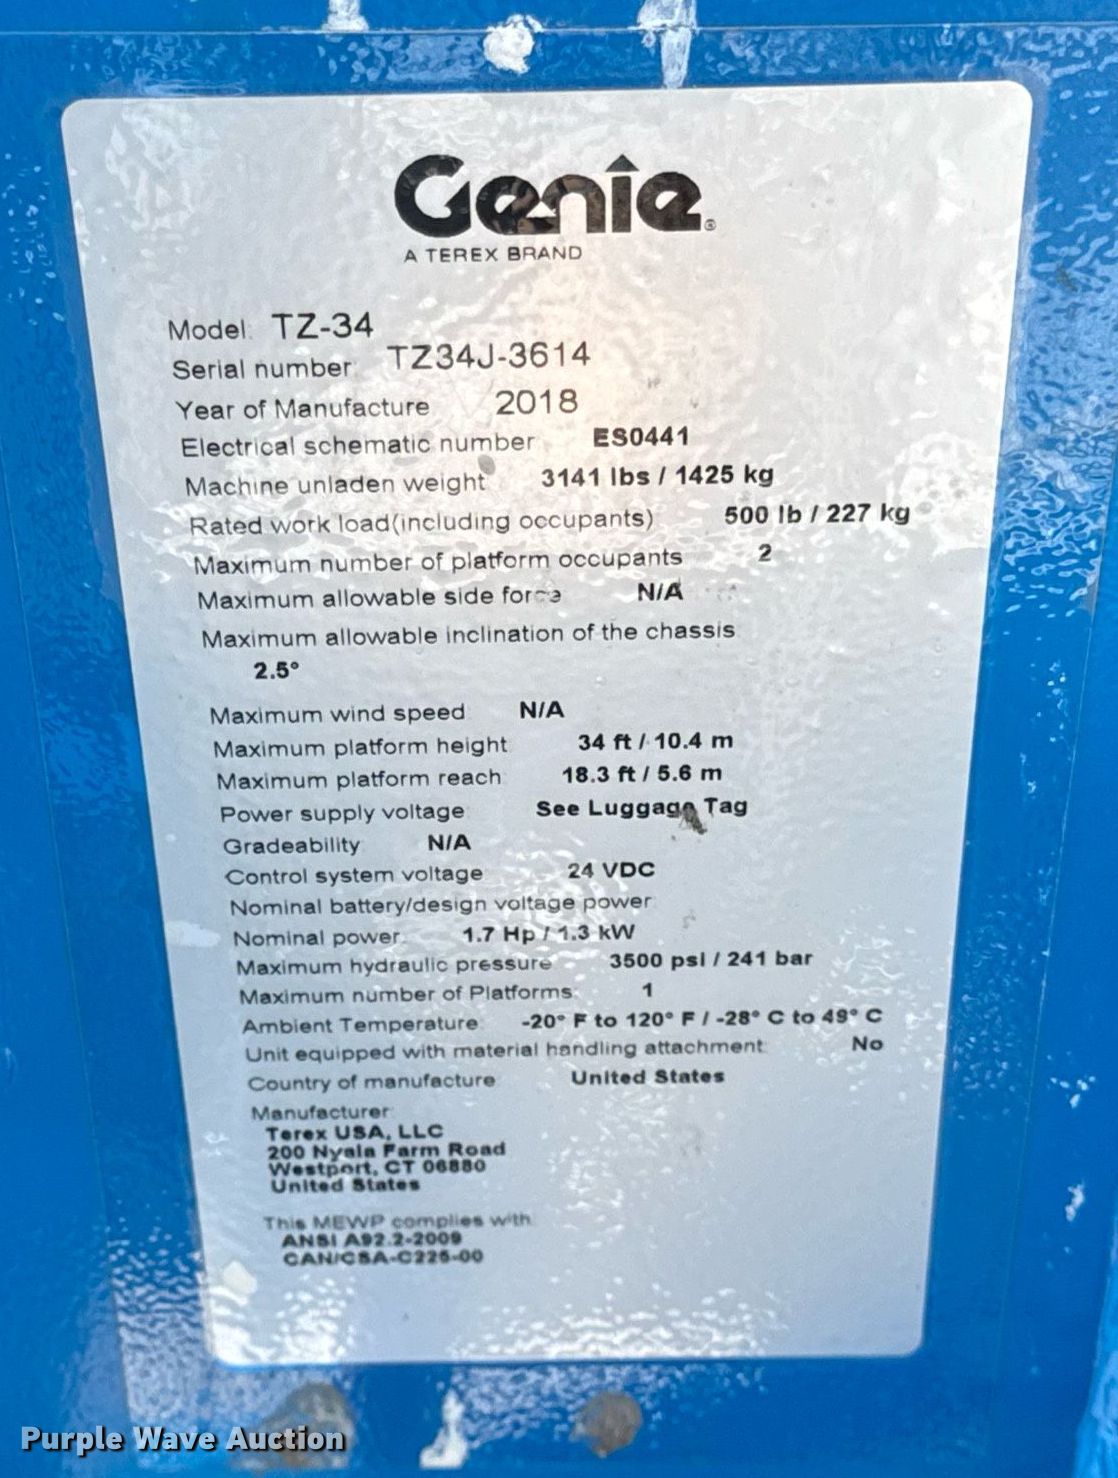 Genie®
A TEREX BRAND
Model: TZ-34
Serial number: TZ34J-3614
Year of Manufacture 2018
Electrical schematic number ES0441
Machine unladen weight 3141 lbs / 1425 kg
Rated work load(including occupants) 500 lb / 227 kg
Maximum number of platform occupants 2
Maximum allowable side force N/A
Maximum allowable inclination of the chassis:
2.5°
Maximum wind speed N/A
Maximum platform height 34 ft / 10.4 m
Maximum platform reach: 18.3 ft / 5.6 m
Power supply voltage See Luggage Tag
Gradeability: N/A
Control system voltage: 24 VDC
Nominal battery/design voltage power:
Nominal power: 1.7 Hp / 1.3 kW
Maximum hydraulic pressure 3500 psi / 241 bar
Maximum number of Platforms: 1
Ambient Temperature: -20° F to 120° F / -28° C to 49° C
Unit equipped with material handling attachment: No
Country of manufacture: United States
Manufacturer:
Terex USA, LLC
200 Nyala Farm Road
Westport, CT 06880
United States
This MEWP complies with:
ANSI A92.2-2009
CAN/CSA-C225-00
Purple Wave Auction